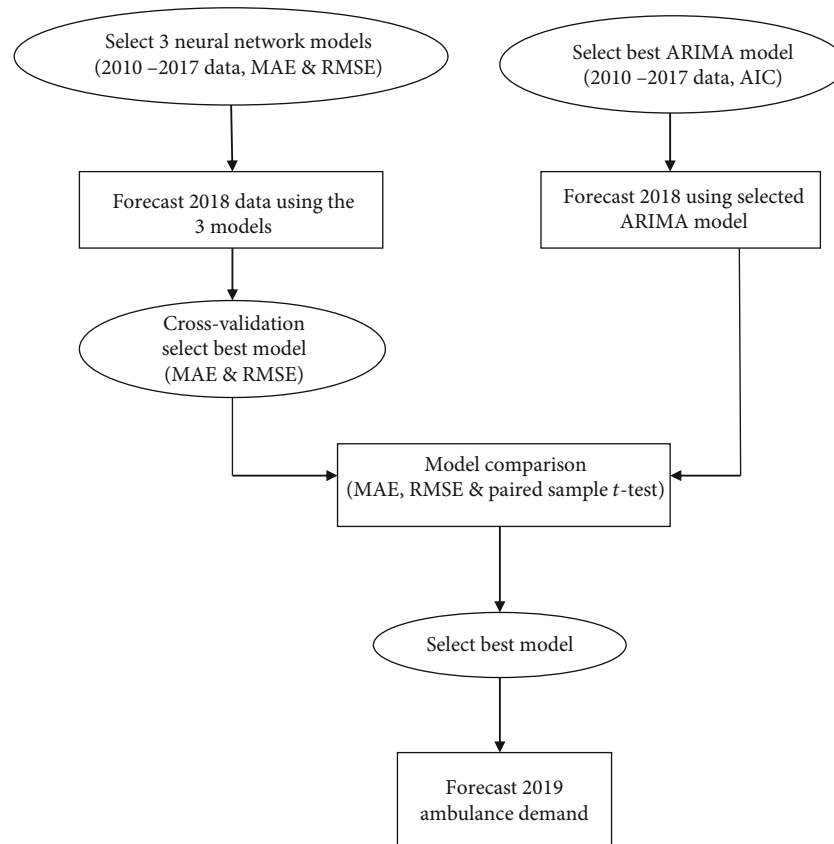 Select 3 neural network models
(2010 –2017 data, MAE & RMSE)
Select best ARIMA model
(2010 –2017 data, AIC)
Forecast 2018 data using the
3 models
Forecast 2018 using selected
ARIMA model
Cross-validation
select best model
(MAE & RMSE)
Model comparison
(MAE, RMSE & paired sample t-test)
Select best model
Forecast 2019
ambulance demand